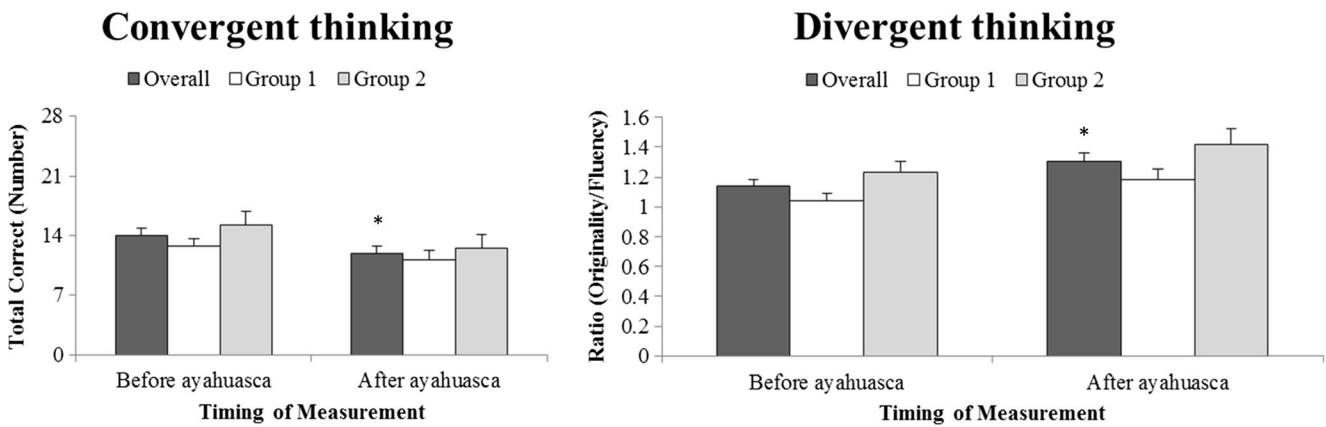 Convergent thinking
Overall Group 1 Group 2
28
21
14
7
0
Total Correct (Number)
*
Before ayahuasca After ayahuasca
Timing of Measurement
Divergent thinking
Overall Group 1 Group 2
1.6
1.4
1.2
1
0.8
0.6
0.4
0.2
0
Ratio (Originality/Fluency)
*
Before ayahuasca After ayahuasca
Timing of Measurement